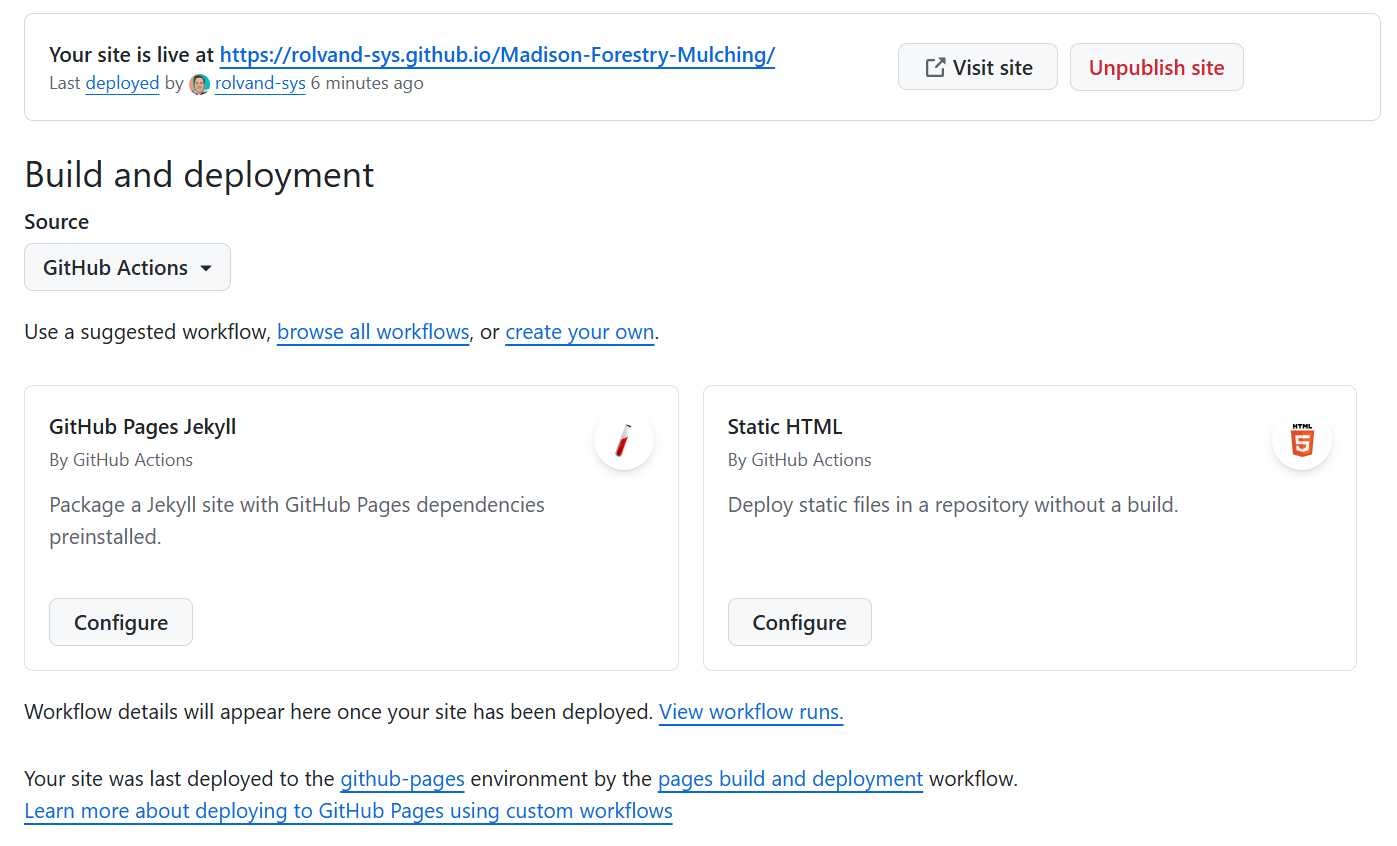 Your site is live at https://rolvand-sys.github.io/Madison-Forestry-Mulching/
Last deployed by rolvand-sys 6 minutes ago
Visit site
Unpublish site
Build and deployment
Source
GitHub Actions
Use a suggested workflow, browse all workflows, or create your own.
GitHub Pages Jekyll
By GitHub Actions
Package a Jekyll site with GitHub Pages dependencies
preinstalled.
Configure
Static HTML
By GitHub Actions
Deploy static files in a repository without a build.
HTML
5
Configure
Workflow details will appear here once your site has been deployed. View workflow runs.
Your site was last deployed to the github-pages environment by the pages build and deployment workflow.
Learn more about deploying to GitHub Pages using custom workflows